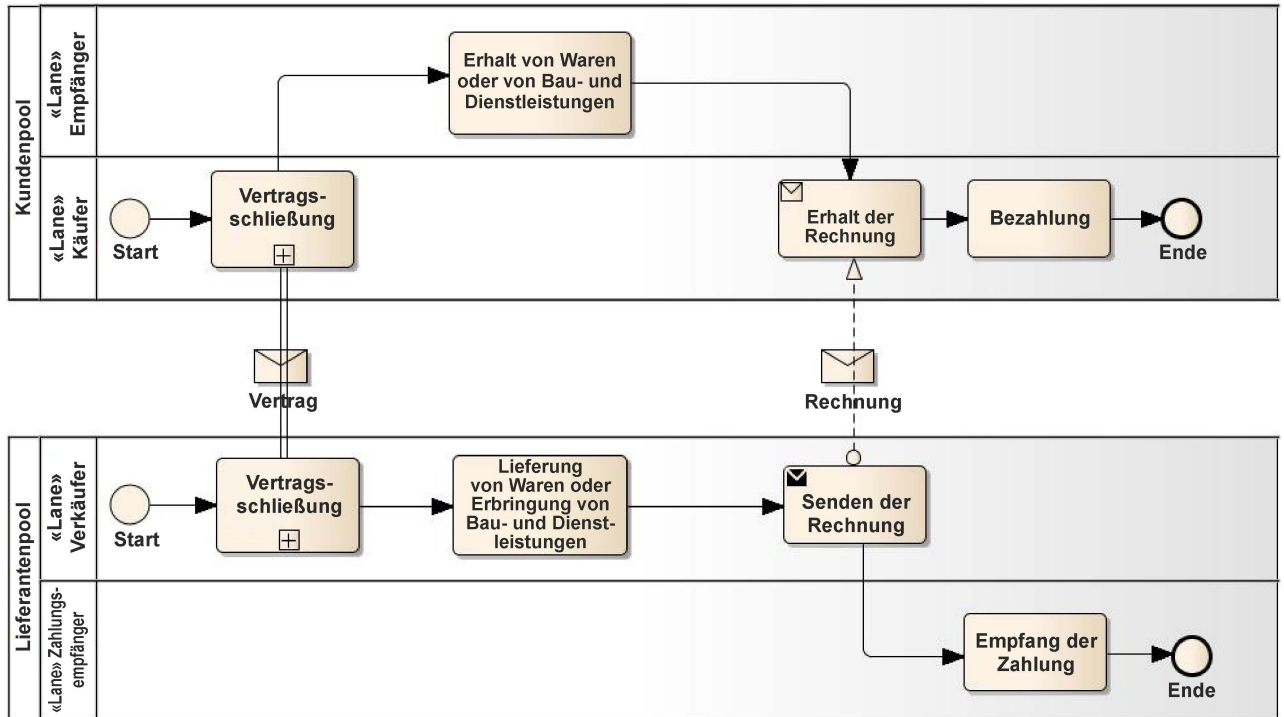 Kundenpool
«Lane»
Empfänger
Erhalt von Waren
oder von Bau- und
Dienstleistungen
«Lane»
Käufer
Start
Vertrags-
schließung
Erhalt der
Rechnung
Bezahlung
Ende
Vertrag
Rechnung
Lieferantenpool
«Lane»
Verkäufer
Start
Vertrags-
schließung
Lieferung
von Waren oder
Erbringung von
Bau- und Dienst-
leistungen
Senden der
Rechnung
«Lane» Zahlungs-
empfänger
Empfang der
Zahlung
Ende